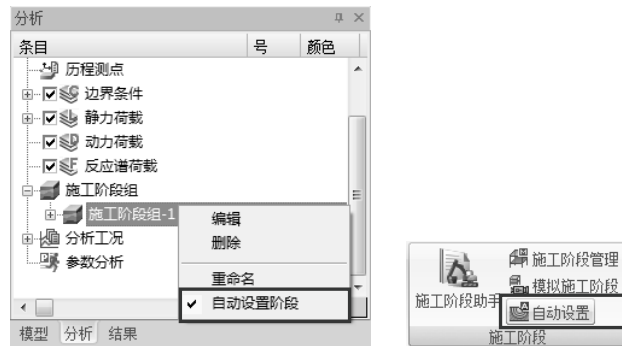 分析
条目 号 颜色
历程测点
边界条件
静力荷载
动力荷载
反应谱荷载
施工阶段组
施工阶段组-1
分析工况
参数分析
编辑
删除
重命名
自动设置阶段
模型 分析 结果
施工阶段助手
施工阶段管理
模拟施工阶段
自动设置
施工阶段